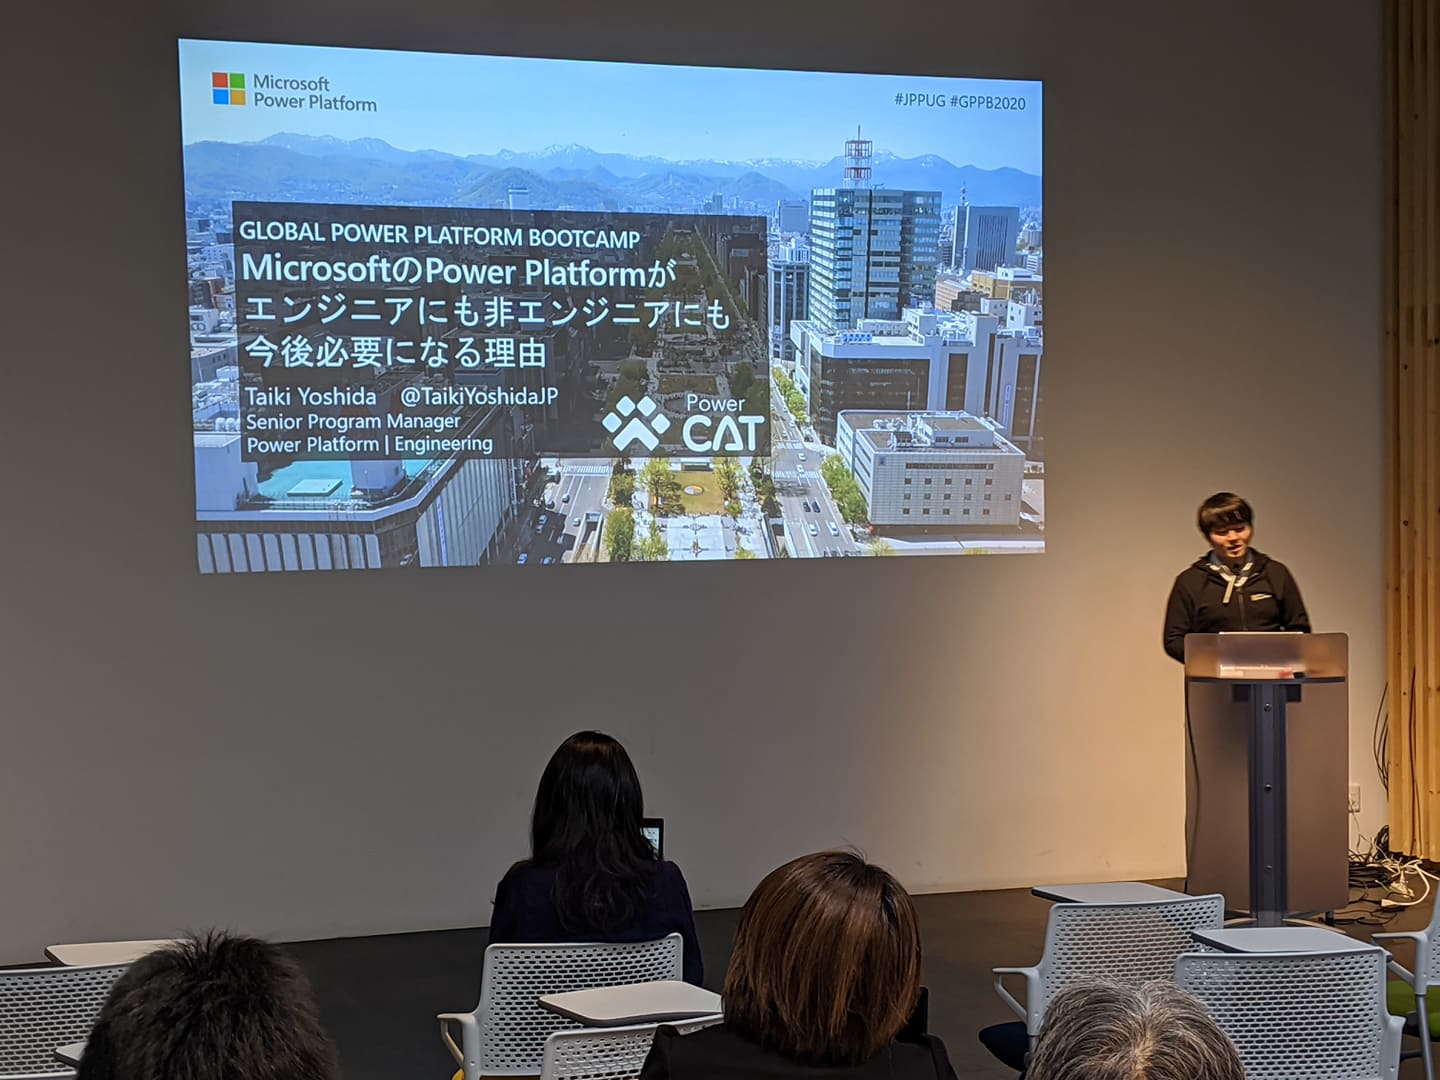 Microsoft
Power Platform
#JPPUG #GPPB2020
GLOBAL POWER PLATFORM BOOTCAMP
MicrosoftのPower Platformが
エンジニアにも非エンジニアにも
今後必要になる理由
Taiki Yoshida @TaikiYoshidaJP
Senior Program Manager
Power Platform | Engineering
Power
CAT